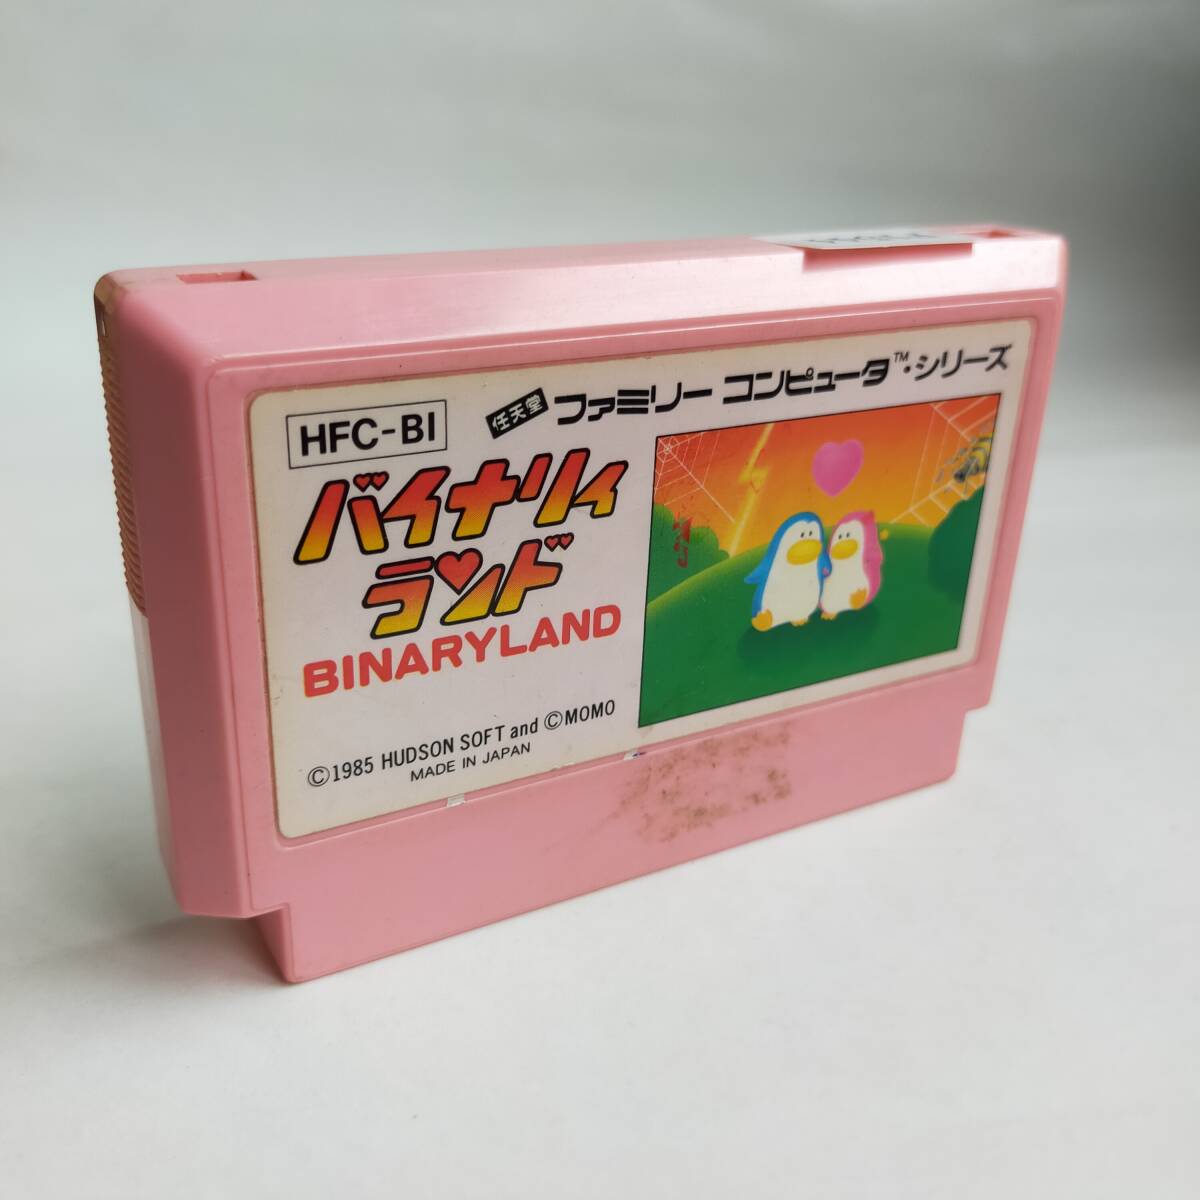 HFC-BI
任天堂 ファミリー コンピュータ™・シリーズ
バイナリィ
ランド
BINARYLAND
©1985 HUDSON SOFT and ©MOMO
MADE IN JAPAN